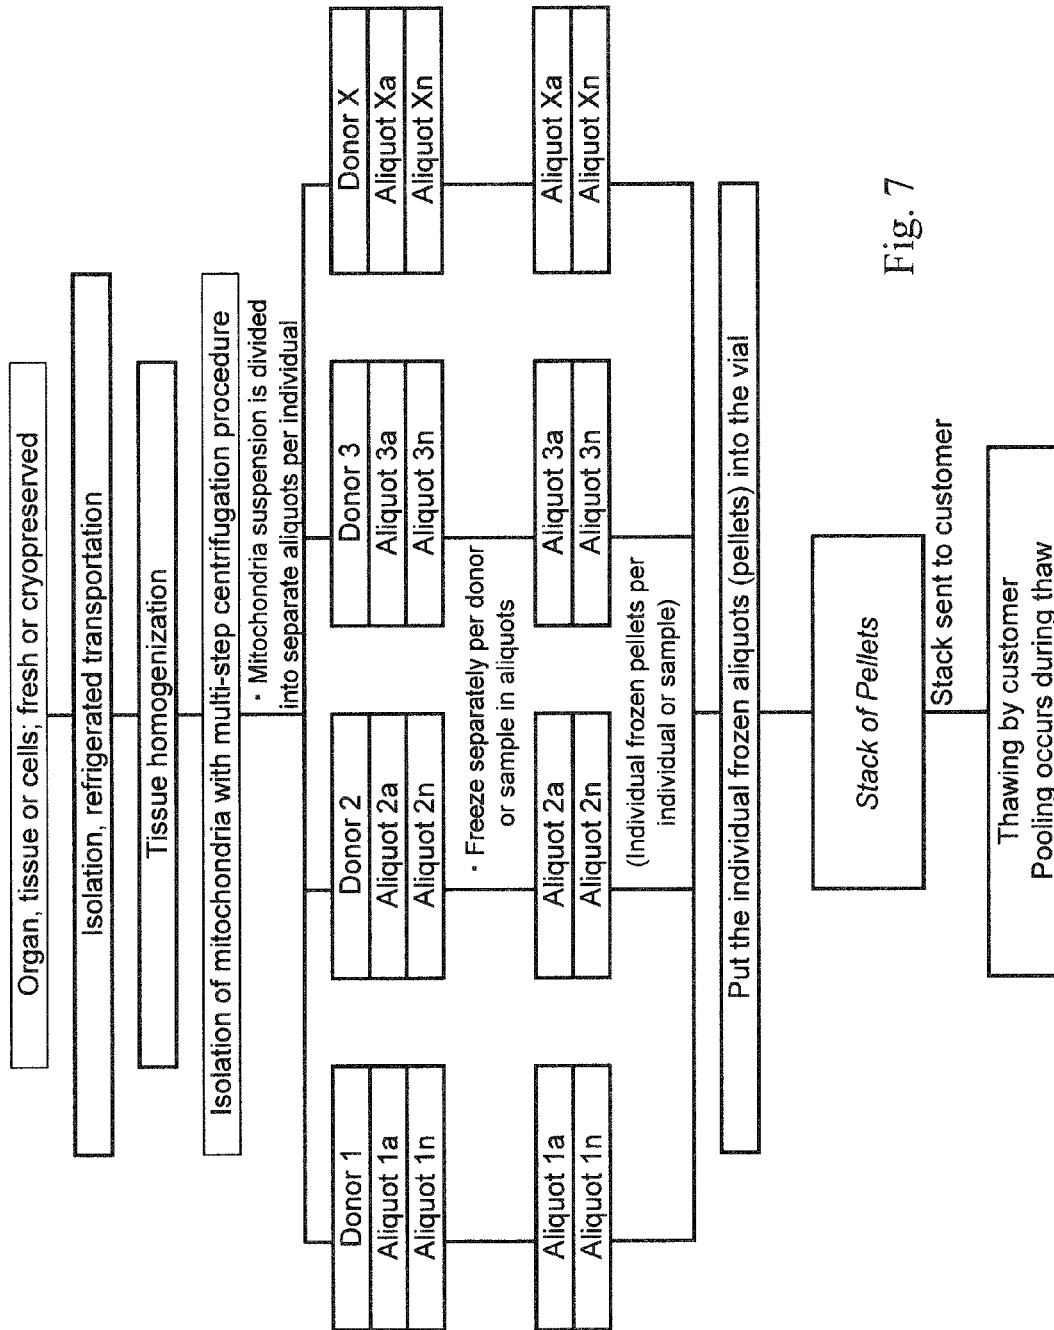 Organ, tissue or cells; fresh or cryopreserved
Isolation, refrigerated transportation
Tissue homogenization
Isolation of mitochondria with multi-step centrifugation procedure
· Mitochondria suspension is divided
into separate aliquots per individual
Donor 1
Aliquot 1a
Aliquot 1n
Donor 2
Aliquot 2a
Aliquot 2n
Donor 3
Aliquot 3a
Aliquot 3n
Donor X
Aliquot Xa
Aliquot Xn
· Freeze separately per donor
or sample in aliquots
Aliquot 1a
Aliquot 1n
Aliquot 2a
Aliquot 2n
Aliquot 3a
Aliquot 3n
Aliquot Xa
Aliquot Xn
(Individual frozen pellets per
individual or sample)
Put the individual frozen aliquots (pellets) into the vial
Stack of Pellets
Stack sent to customer
Thawing by customer
Pooling occurs during thaw
Fig. 7